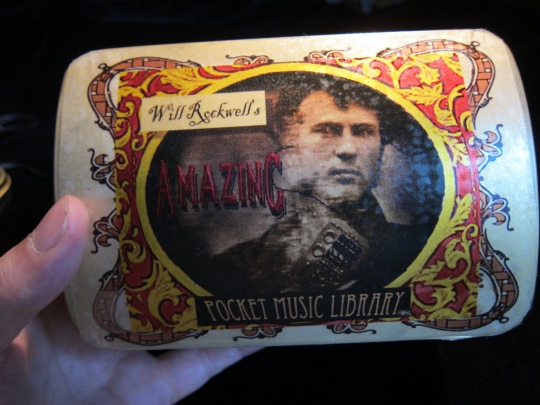 Will Rockwell's
AMAZING
POCKET MUSIC LIBRARY